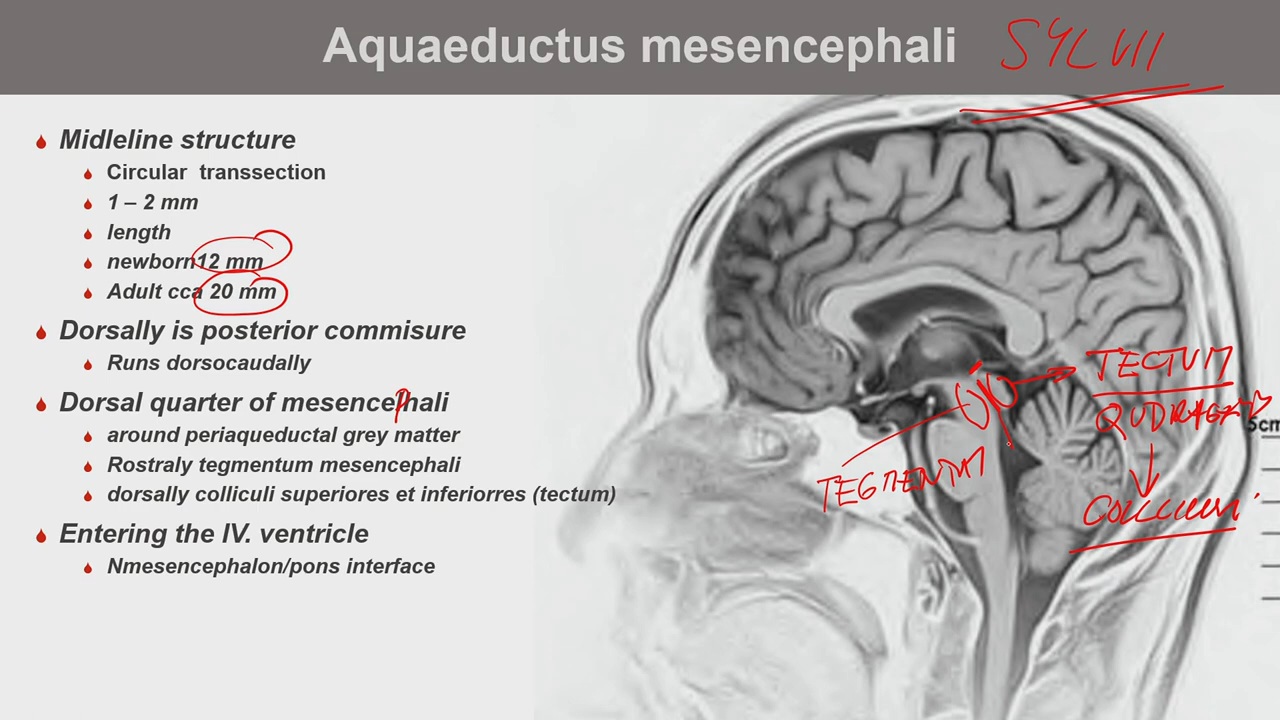 Aquaeductus mesencephali SYLVII
Midleline structure
Circular transsection
1 – 2 mm
length
newborn12 mm
Adult cca 20 mm
Dorsally is posterior commisure
Runs dorsocaudally
Dorsal quarter of mesencephali
around periaqueductal grey matter
Rostraly tegmentum mesencephali
dorsally colliculi superiores et inferiorres (tectum)
Entering the IV. ventricle
Nmesencephalon/pons interface
TECTUM
5cm
TEGMENTUM